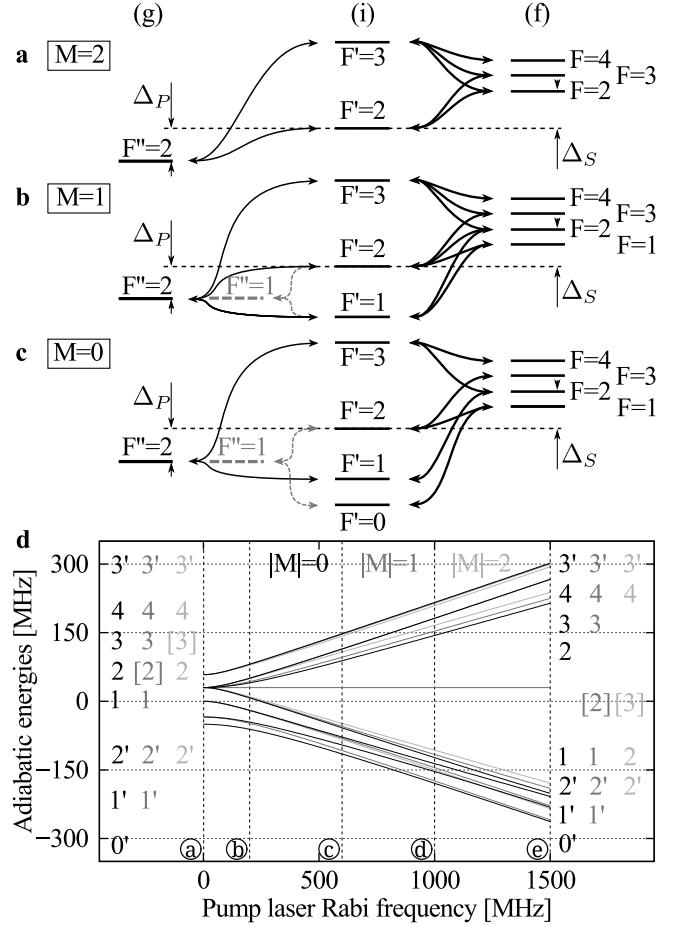 (g) (i) (f)
a M=2
F'=3
F=4
F=3
F=2
Δ_P
F'=2
F''=2
Δ_S
b M=1
F'=3
F=4
F=3
F=2
F=1
Δ_P
F'=2
F''=2 F''=1
F'=1
Δ_S
c M=0
F'=3
F=4
F=3
F=2
F=1
Δ_P
F'=2
F''=2 F''=1
F'=1
Δ_S
F'=0
d
300 3' 3' 3' |M|=0 |M|=1 |M|=2 3' 3' 3'
4 4 4 4 4 4
150
3 3 [3] 3 3
2 [2] 2 2
0 1 1 [2] [3]
1 1 2
-150 2' 2' 2' 2' 2' 2'
1' 1' 1' 1'
-300 0' a b c d e 0'
Adiabatic energies [MHz]
0 500 1000 1500
Pump laser Rabi frequency [MHz]